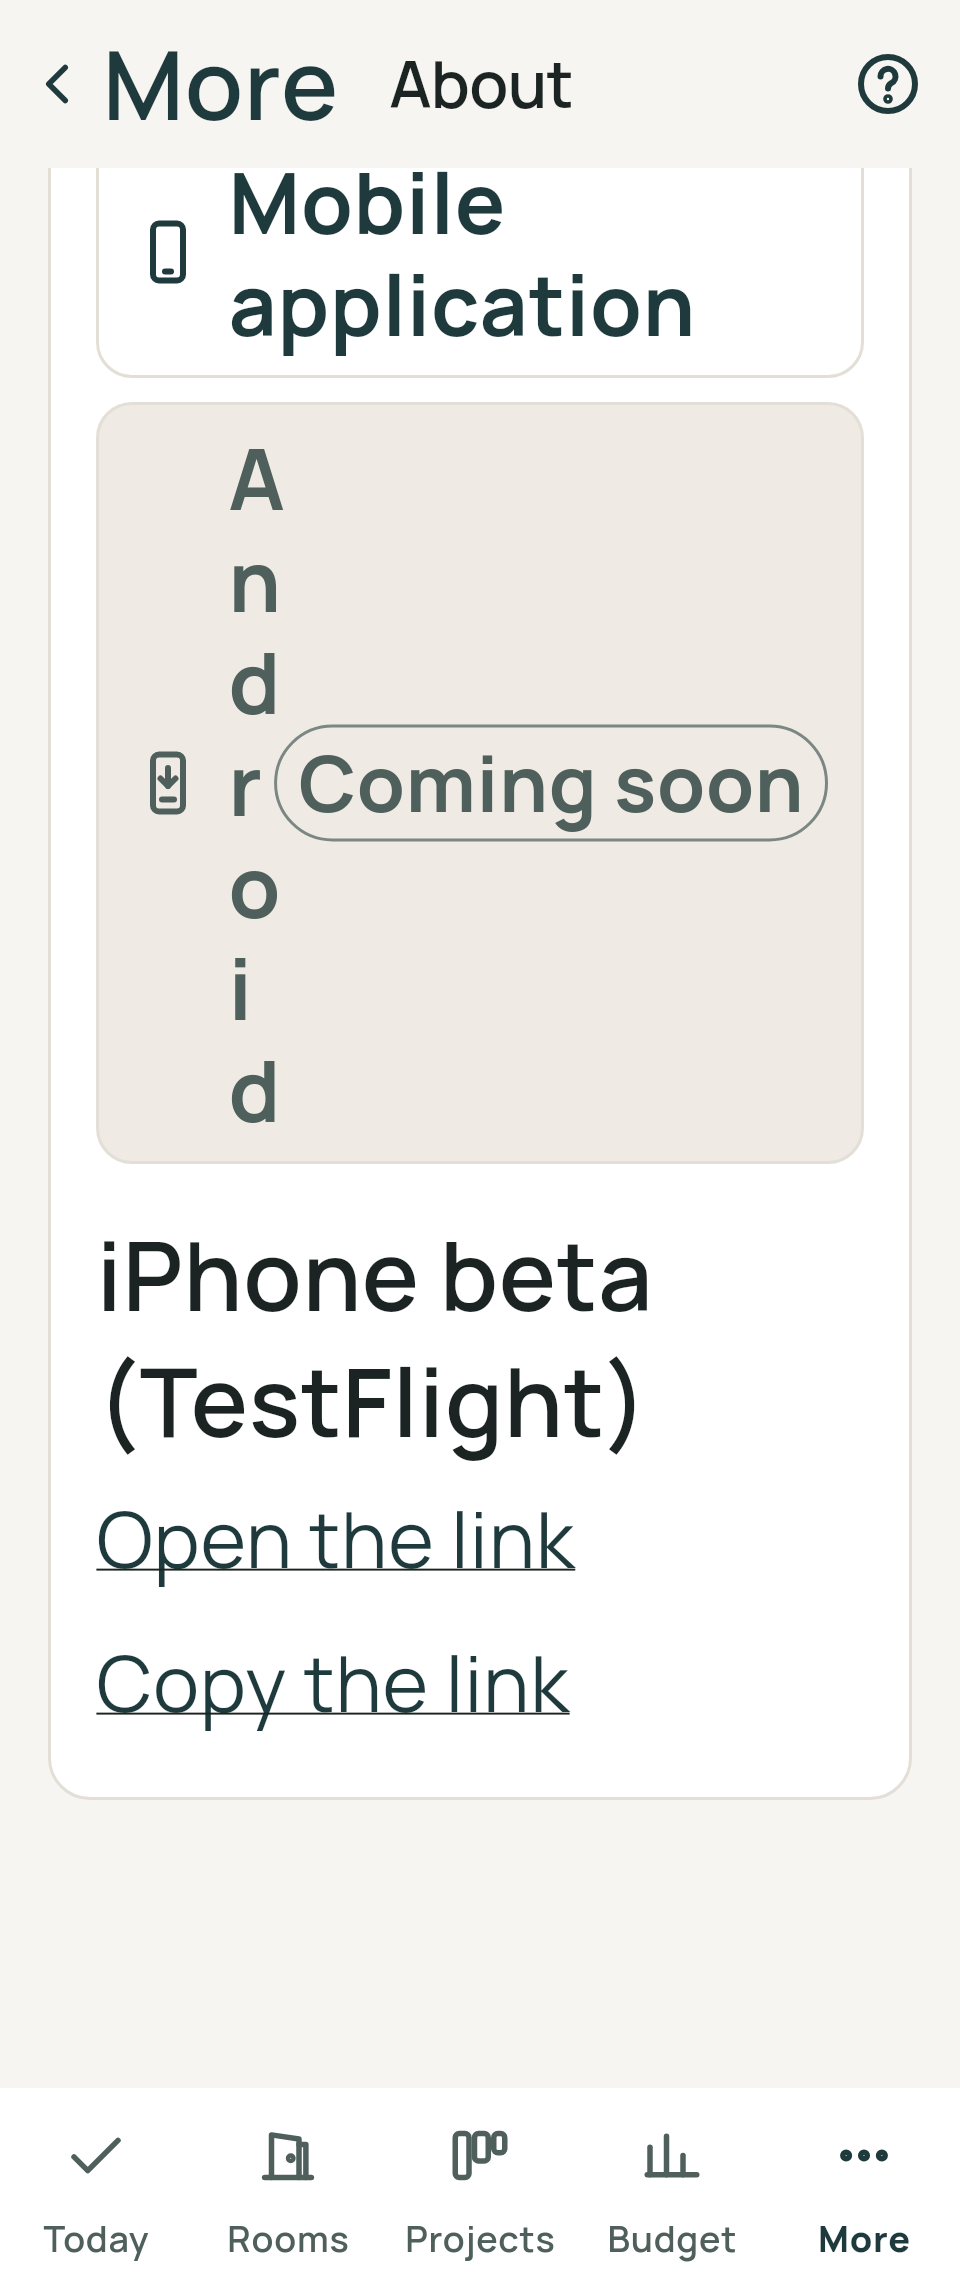 More About
Mobile
application
A
n
d
r Coming soon
o
i
d
iPhone beta
(TestFlight)
Open the link
Copy the link
Today Rooms Projects Budget More